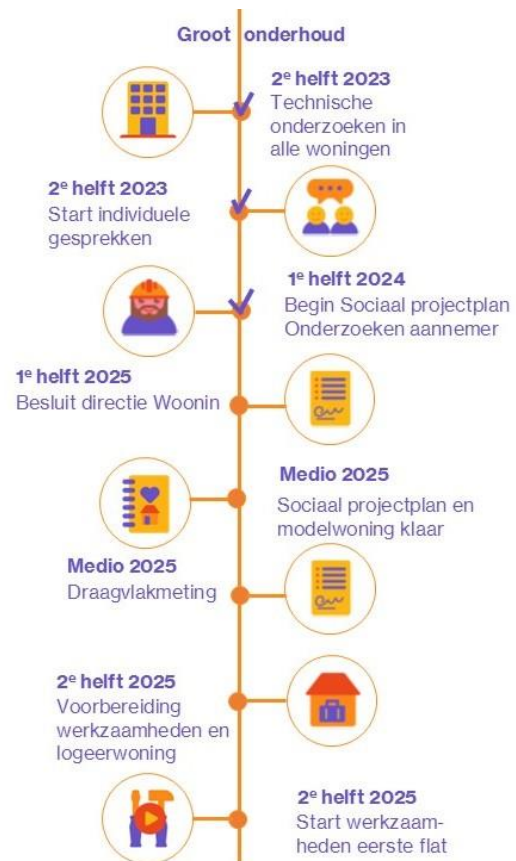 Groot onderhoud
2e helft 2023
Technische
onderzoeken in
alle woningen
2e helft 2023
Start individuele
gesprekken
1e helft 2024
Begin Sociaal projectplan
Onderzoeken aannemer
1e helft 2025
Besluit directie Woonin
Medio 2025
Sociaal projectplan en
modelwoning klaar
Medio 2025
Draagvlakmeting
2e helft 2025
Voorbereiding
werkzaamheden en
logeerwoning
2e helft 2025
Start werkzaam-
heden eerste flat